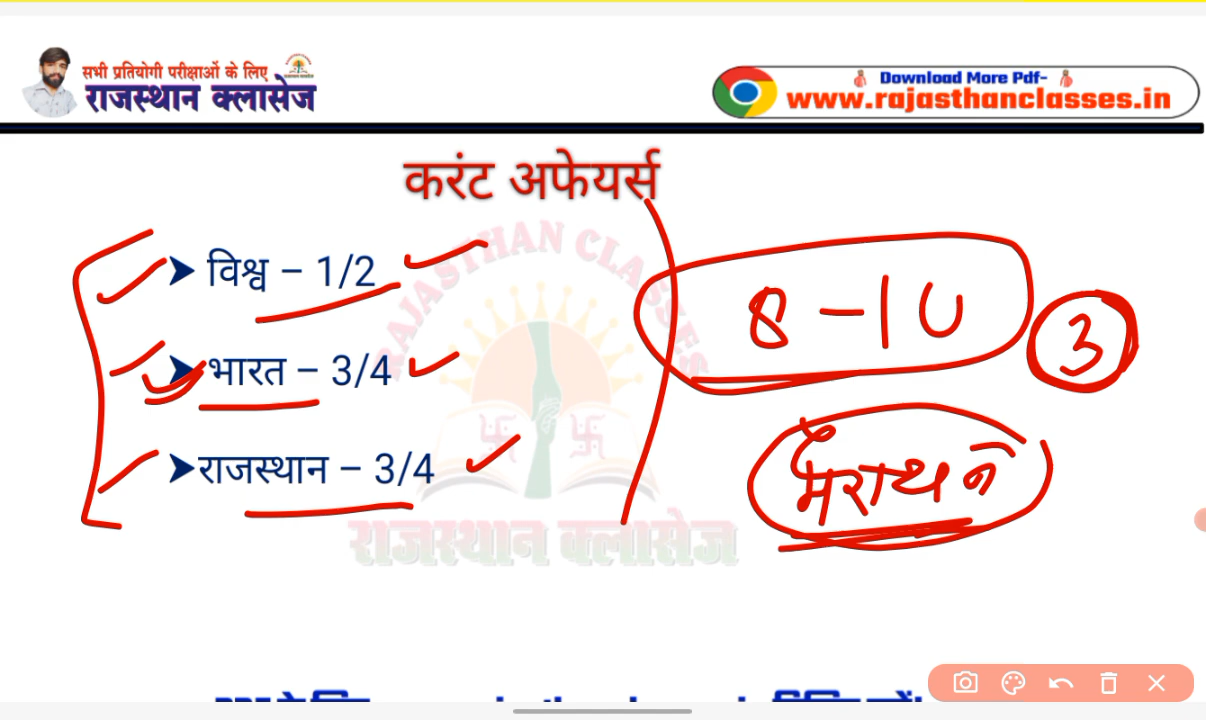 सभी प्रतियोगी परीक्षाओं के लिए
राजस्थान क्लासेज
Download More Pdf-
www.rajasthanclasses.in
करंट अफेयर्स
➤ विश्व – 1/2
➤ भारत – 3/4
➤ राजस्थान – 3/4
8 – 10
3
मैराथन
RAJASTHAN CLASSES
राजस्थान क्लासेज